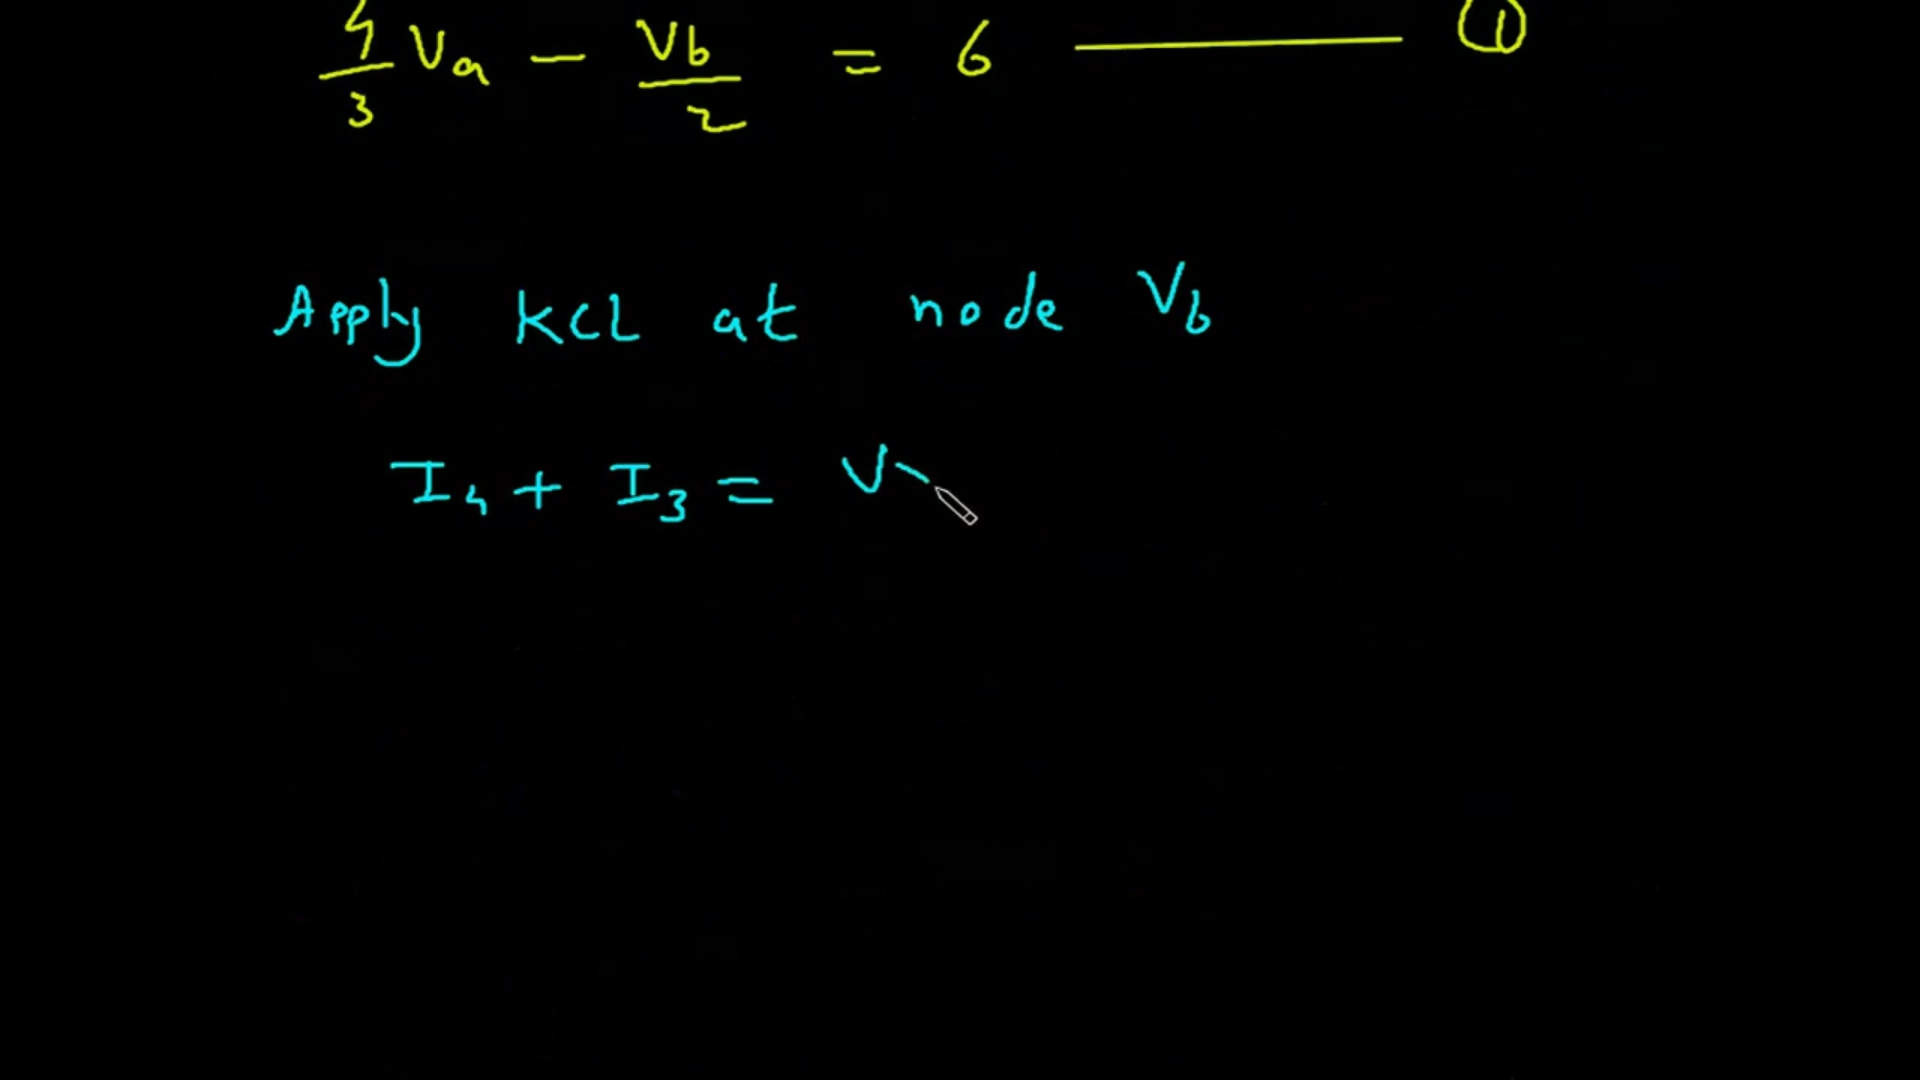 4/3 Va - Vb/2 = 6 ——— ①
Apply KCL at node Vb
I4 + I3 = V